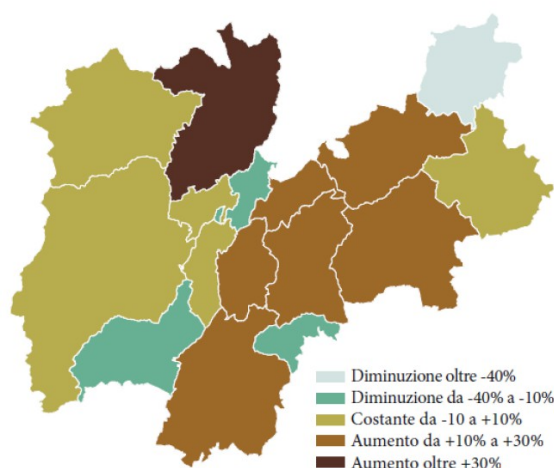 Diminuzione oltre -40%
Diminuzione da -40% a -10%
Costante da -10 a +10%
Aumento da +10% a +30%
Aumento oltre +30%